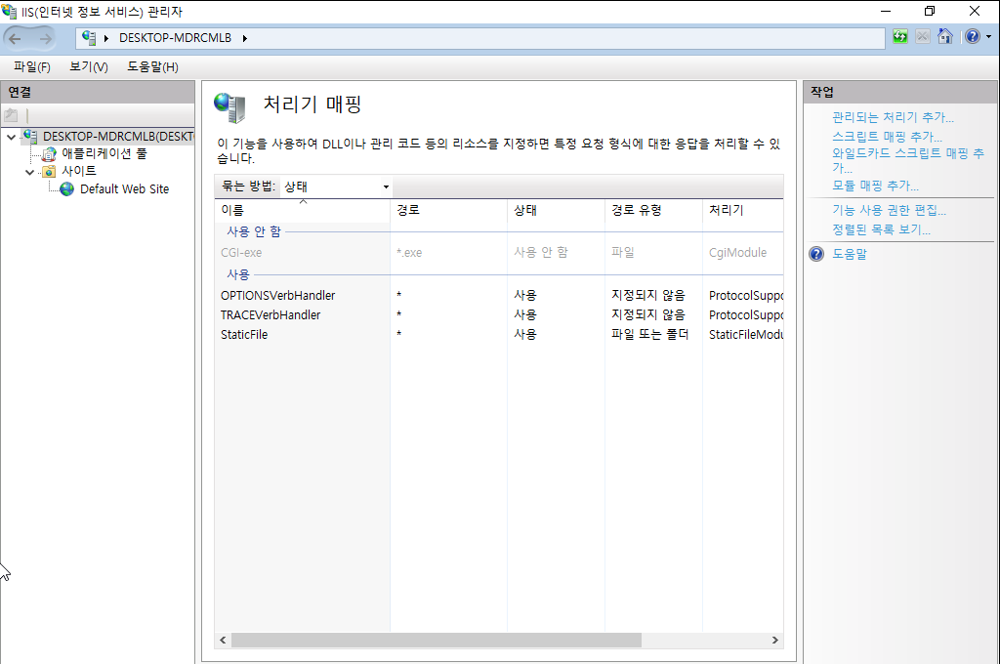 IIS(인터넷 정보 서비스) 관리자
DESKTOP-MDRCMLB
파일(F) 보기(V) 도움말(H)
연결
DESKTOP-MDRCMLB(DESKT
애플리케이션 풀
사이트
Default Web Site
처리기 매핑
이 기능을 사용하여 DLL이나 관리 코드 등의 리소스를 지정하면 특정 요청 형식에 대한 응답을 처리할 수 있
습니다.
묶는 방법: 상태
이름 경로 상태 경로 유형 처리기
사용 안 함
CGI-exe *.exe 사용 안 함 파일 CgiModule
사용
OPTIONSVerbHandler * 사용 지정되지 않음 ProtocolSuppo
TRACEVerbHandler * 사용 지정되지 않음 ProtocolSuppo
StaticFile * 사용 파일 또는 폴더 StaticFileModu
작업
관리되는 처리기 추가...
스크립트 매핑 추가...
와일드카드 스크립트 매핑 추
가...
모듈 매핑 추가...
기능 사용 권한 편집...
정렬된 목록 보기...
도움말